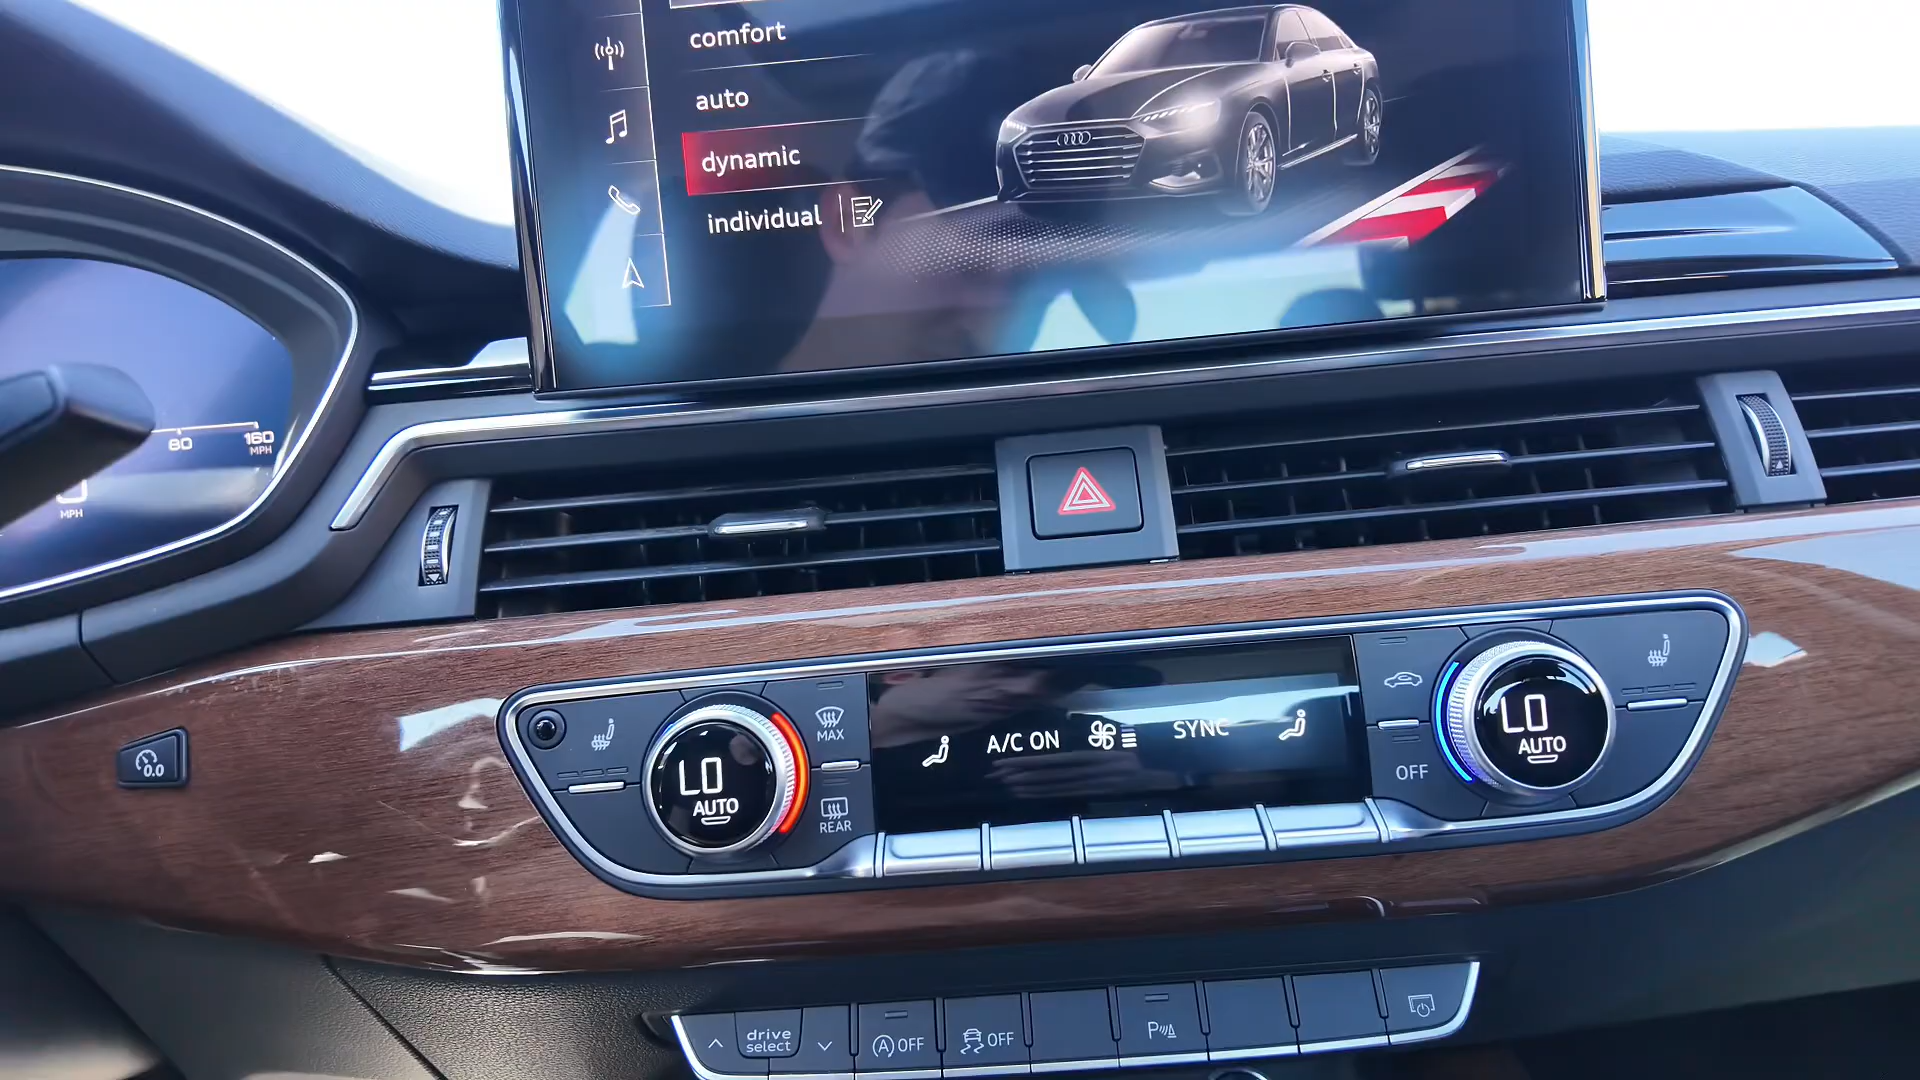 comfort
auto
dynamic
individual
80
160
MPH
MPH
0.0
MAX
REAR
LO
AUTO
A/C ON
SYNC
OFF
LO
AUTO
drive
select
A OFF
OFF
P